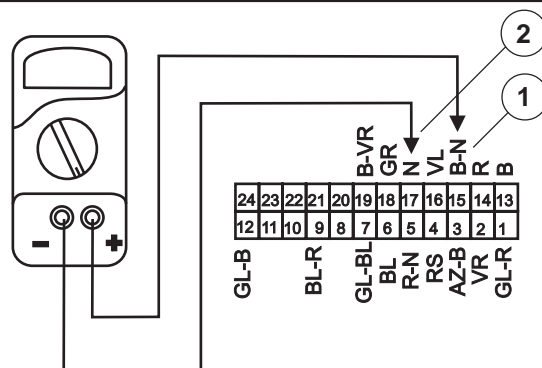 2
1
B-VR
GR
N
VL
B-N
R
B
24 23 22 21 20 19 18 17 16 15 14 13
12 11 10 9 8 7 6 5 4 3 2 1
GL-B
BL-R
GL-BL
BL
R-N
RS
AZ-B
VR
GL-R
- +